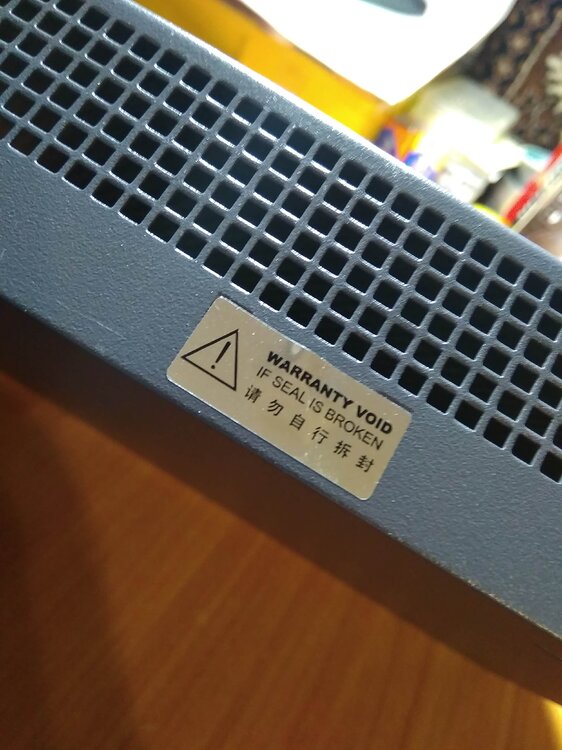 WARRANTY VOID
IF SEAL IS BROKEN
请勿自行拆封